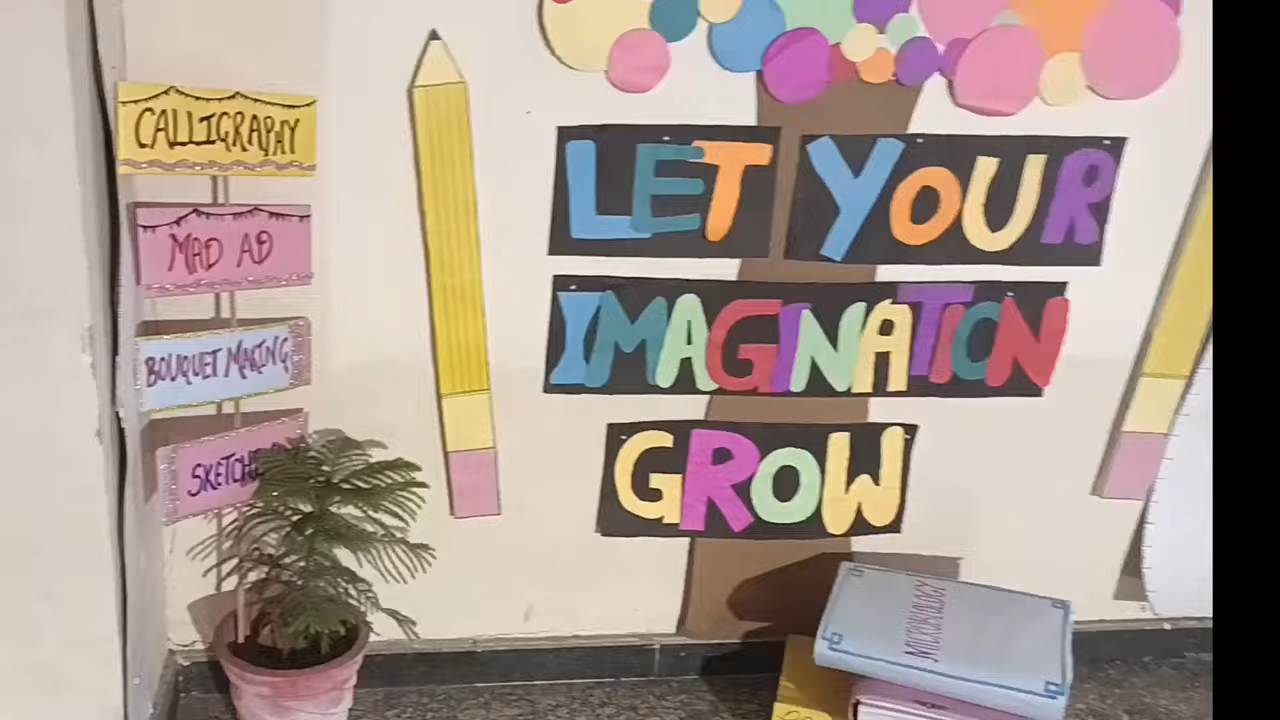 CALLIGRAPHY
MAD AD
BOUQUET MAKING
LET YOUR
IMAGINATION
GROW
MICROBIOLOGY